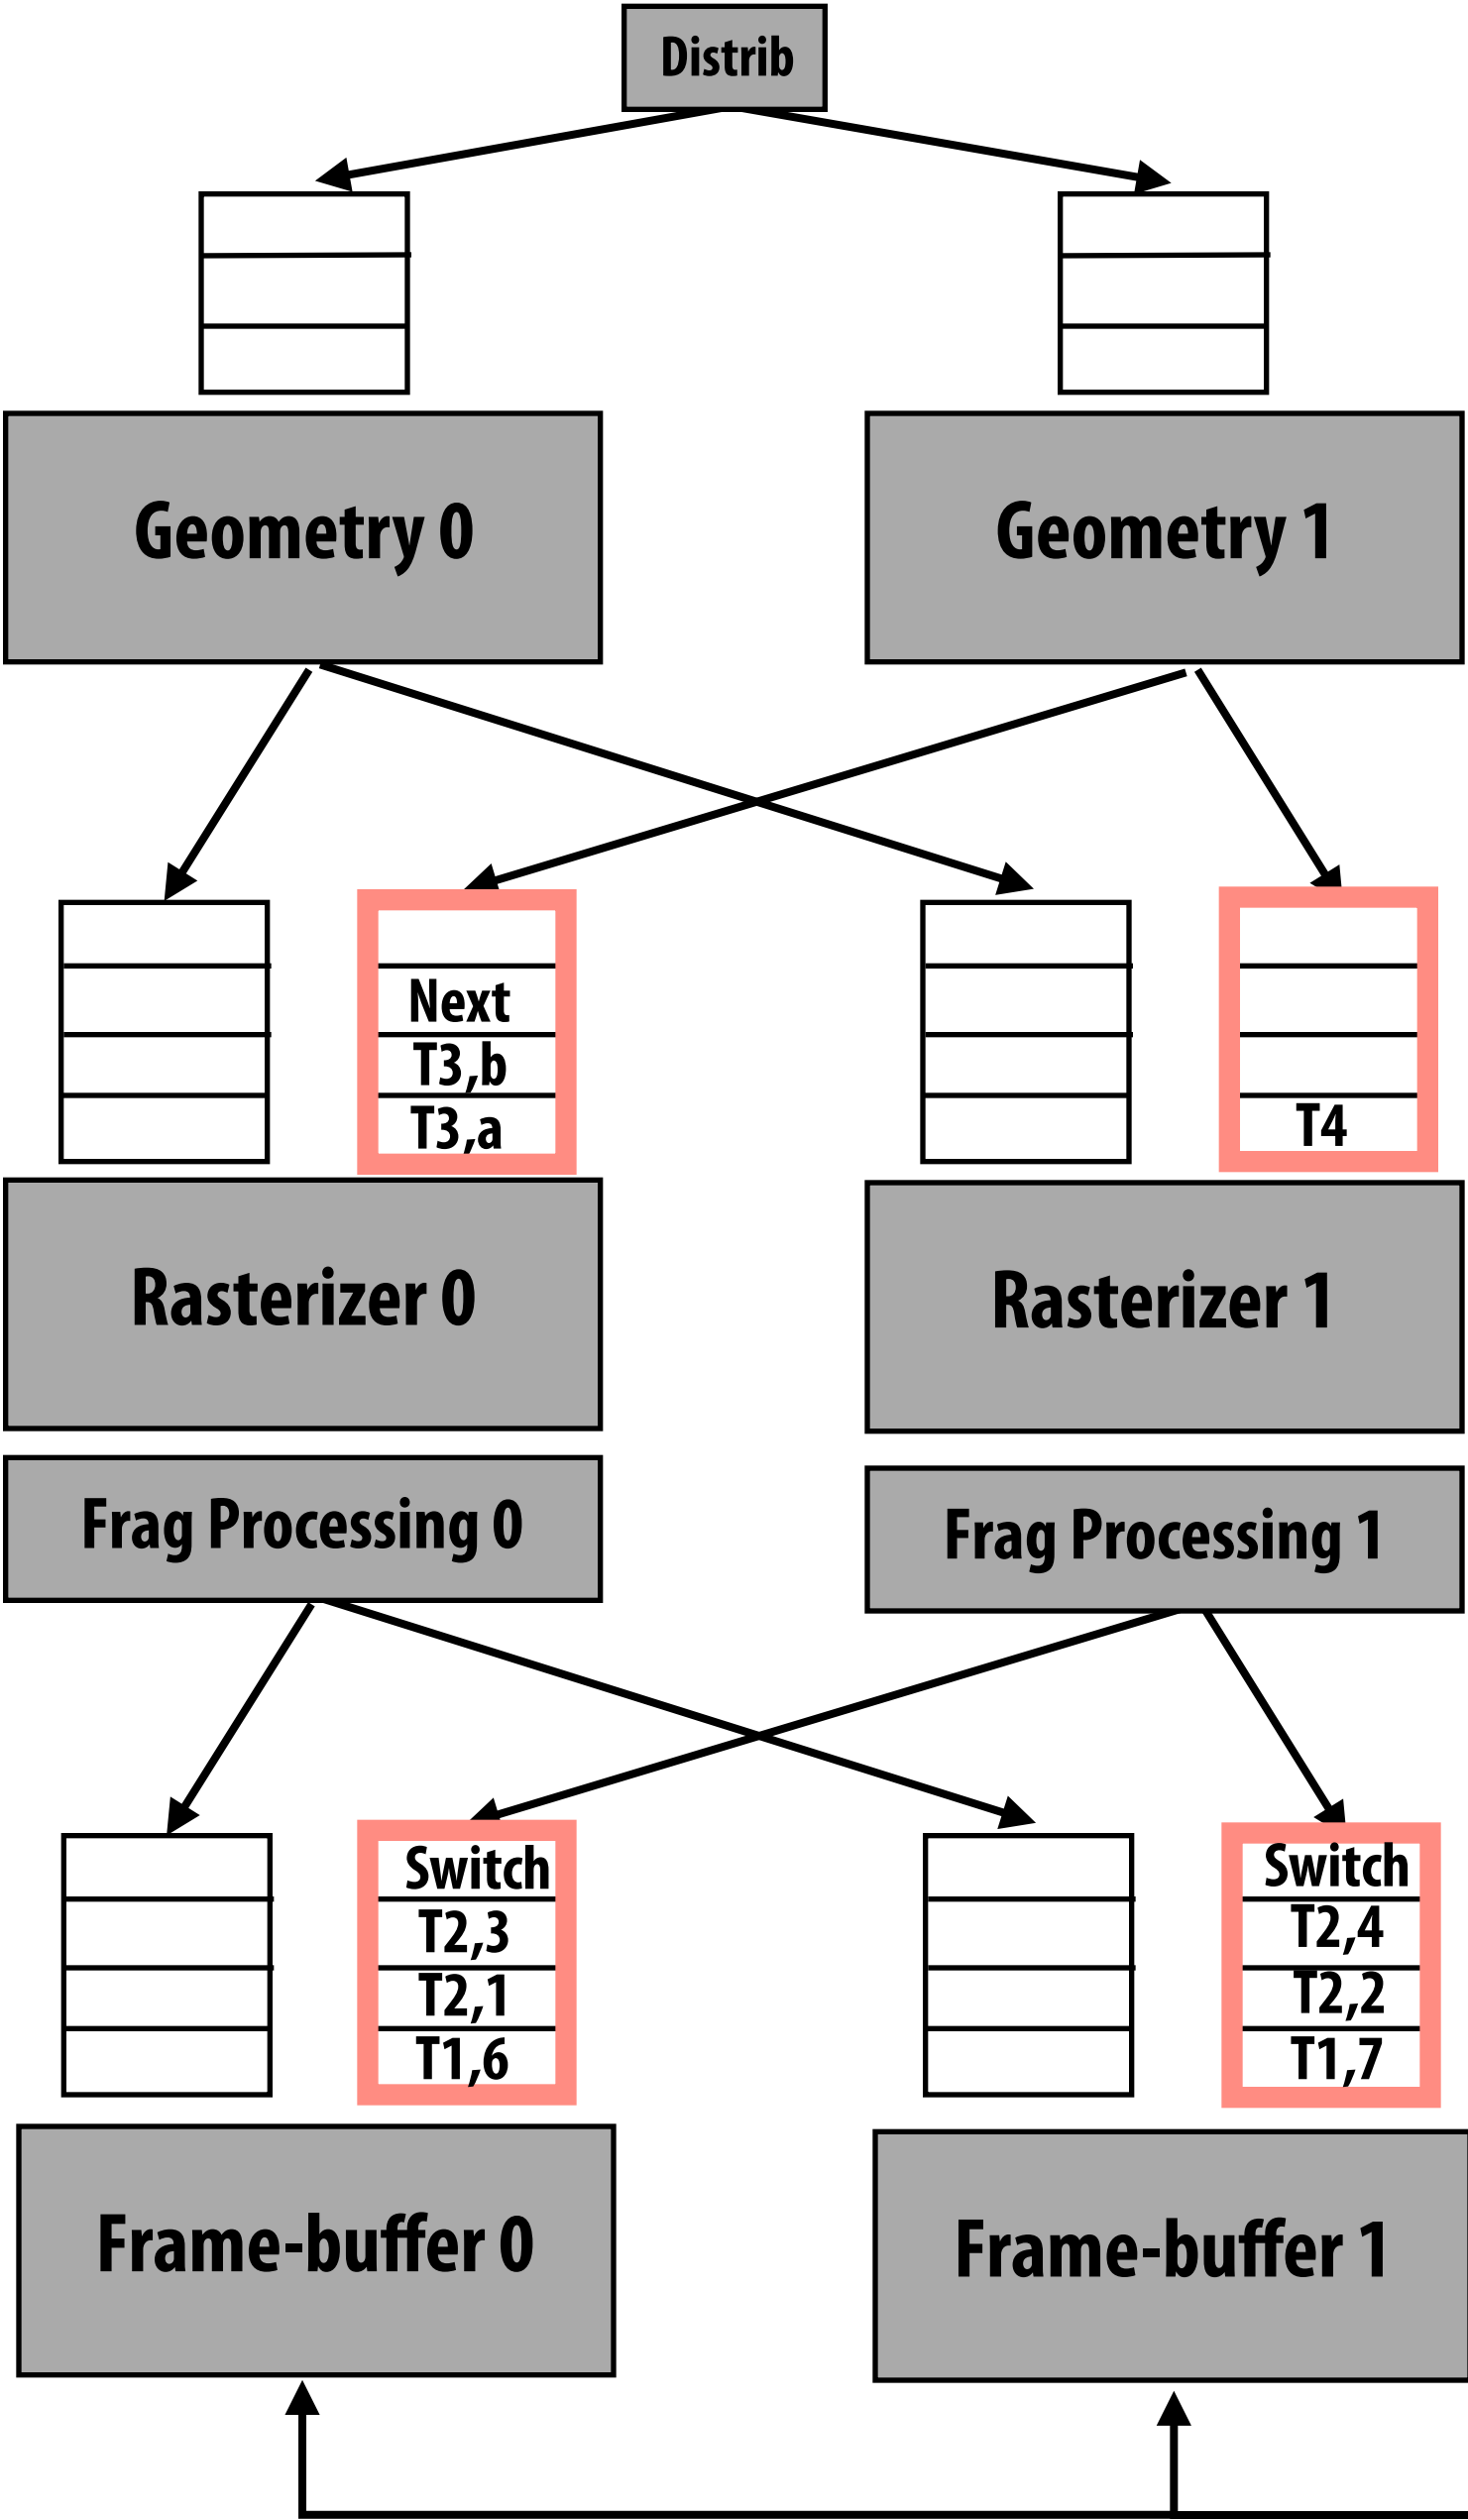 Distrib
Geometry 0
Geometry 1
Next
T3,b
T3,a
T4
Rasterizer 0
Rasterizer 1
Frag Processing 0
Frag Processing 1
Switch
T2,3
T2,1
T1,6
Switch
T2,4
T2,2
T1,7
Frame-buffer 0
Frame-buffer 1